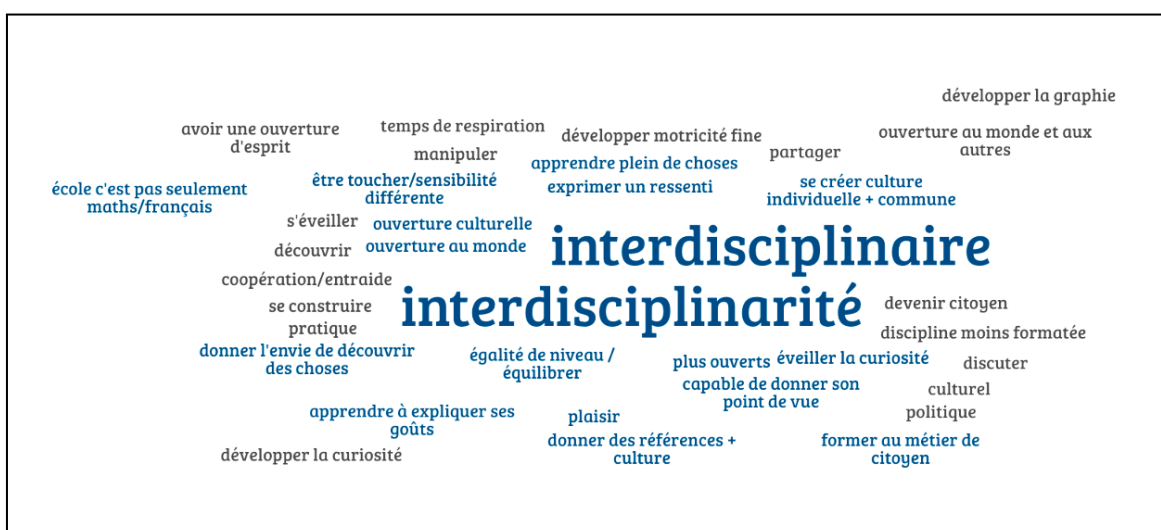 développer la graphie
avoir une ouverture
d'esprit
temps de respiration
développer motricité fine
ouverture au monde et aux
autres
manipuler
partager
apprendre plein de choses
école c'est pas seulement
maths/français
être toucher/sensibilité
différente
exprimer un ressenti
se créer culture
individuelle + commune
s'éveiller
ouverture culturelle
découvrir
ouverture au monde
interdisciplinaire
coopération/entraide
se construire
pratique
interdisciplinarité
devenir citoyen
discipline moins formatée
donner l'envie de découvrir
des choses
égalité de niveau /
équilibrer
plus ouverts
éveiller la curiosité
discuter
capable de donner son
point de vue
culturel
politique
apprendre à expliquer ses
goûts
plaisir
développer la curiosité
donner des références +
culture
former au métier de
citoyen